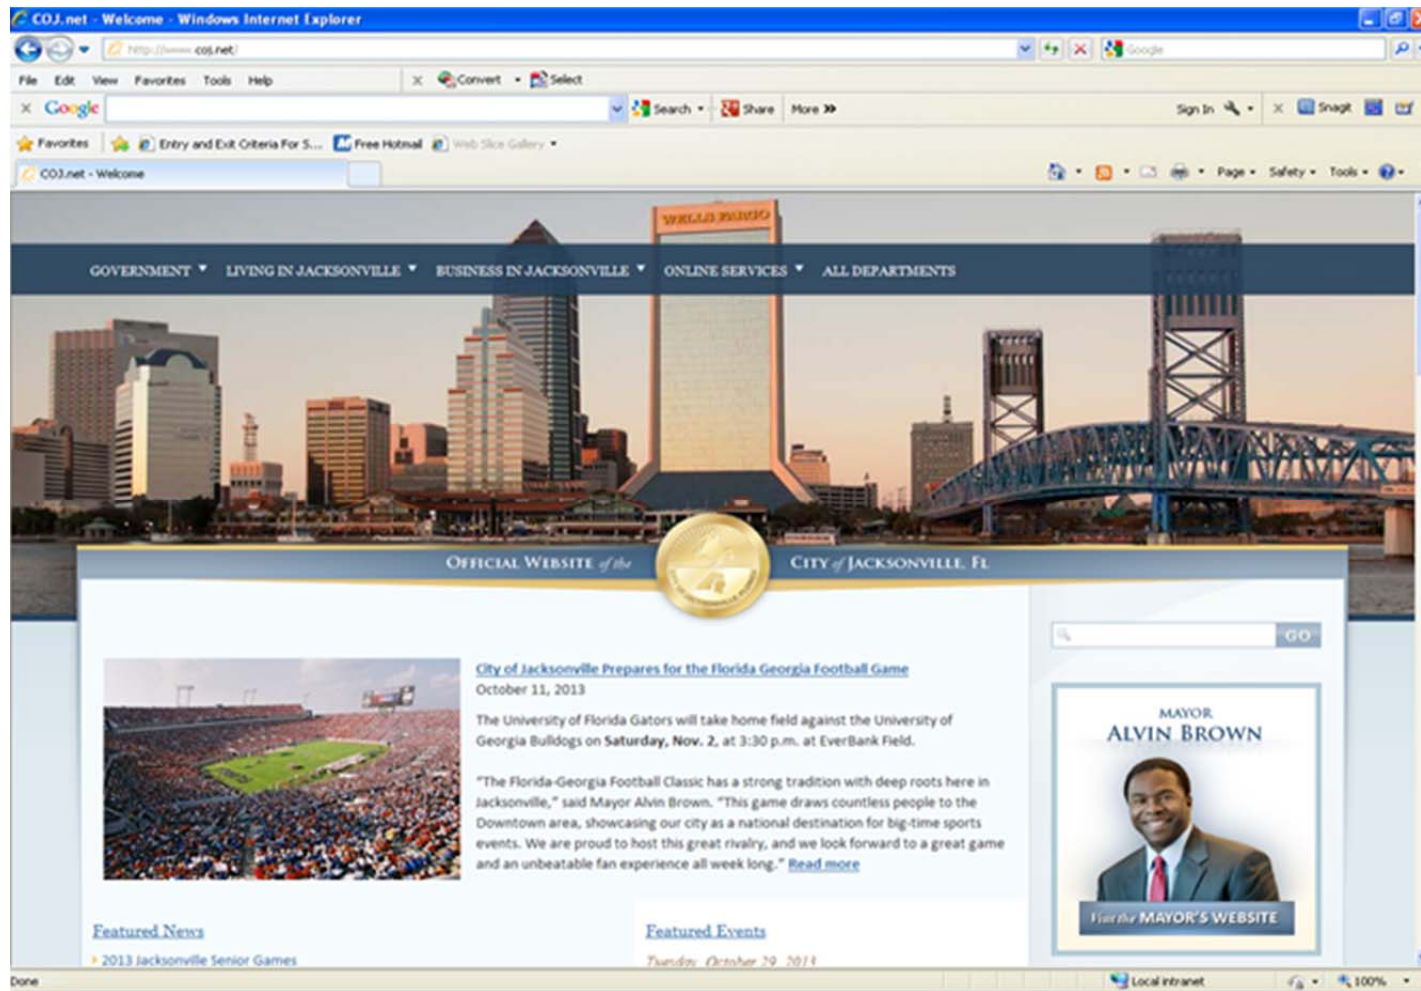 COJ.net - Welcome - Windows Internet Explorer
http://www.coj.net/
Google
File Edit View Favorites Tools Help x Convert Select
x Google Search Share More » Sign In x Snagit
Favorites Entry and Exit Criteria For S... Free Hotmail Web Slice Gallery
COJ.net - Welcome Page Safety Tools
WELLS FARGO
GOVERNMENT LIVING IN JACKSONVILLE BUSINESS IN JACKSONVILLE ONLINE SERVICES ALL DEPARTMENTS
OFFICIAL WEBSITE of the CITY of JACKSONVILLE, FL
GO
City of Jacksonville Prepares for the Florida Georgia Football Game
October 11, 2013
The University of Florida Gators will take home field against the University of
Georgia Bulldogs on Saturday, Nov. 2, at 3:30 p.m. at EverBank Field.
"The Florida-Georgia Football Classic has a strong tradition with deep roots here in
Jacksonville," said Mayor Alvin Brown. "This game draws countless people to the
Downtown area, showcasing our city as a national destination for big-time sports
events. We are proud to host this great rivalry, and we look forward to a great game
and an unbeatable fan experience all week long." Read more
MAYOR
ALVIN BROWN
Visit the MAYOR'S WEBSITE
Featured News
2013 Jacksonville Senior Games
Featured Events
Tuesday, October 29, 2013
Done Local intranet 100%